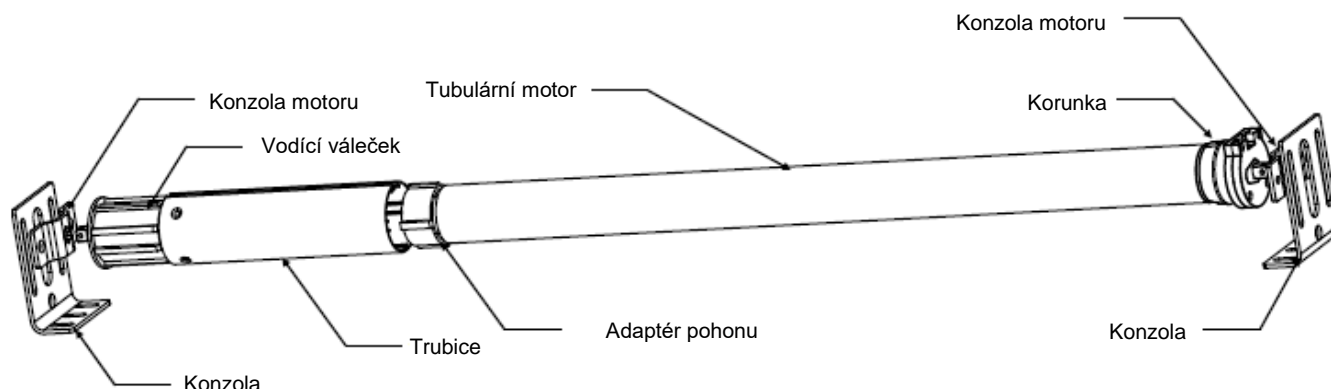 Konzola motoru
Konzola motoru
Tubulární motor
Korunka
Vodící váleček
Adaptér pohonu
Konzola
Trubice
Konzola